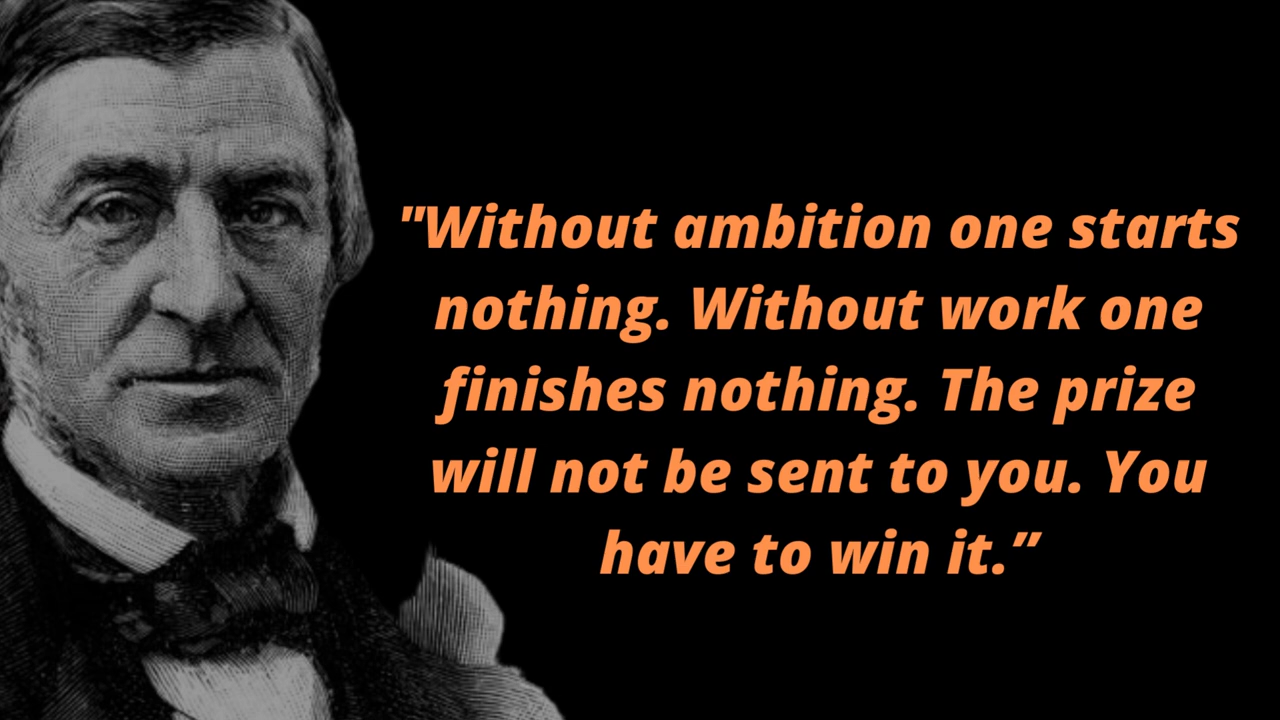 "Without ambition one starts
nothing. Without work one
finishes nothing. The prize
will not be sent to you. You
have to win it.”